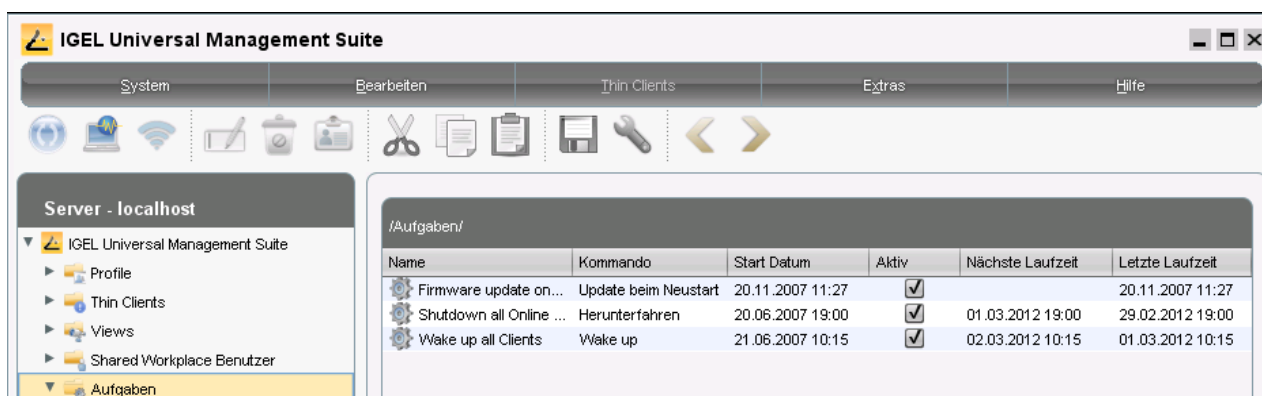 IGEL Universal Management Suite
System Bearbeiten Thin Clients Extras Hilfe
Server - localhost
IGEL Universal Management Suite
Profile
Thin Clients
Views
Shared Workplace Benutzer
Aufgaben
/Aufgaben/
Name Kommando Start Datum Aktiv Nächste Laufzeit Letzte Laufzeit
Firmware update on... Update beim Neustart 20.11.2007 11:27 20.11.2007 11:27
Shutdown all Online ... Herunterfahren 20.06.2007 19:00 01.03.2012 19:00 29.02.2012 19:00
Wake up all Clients Wake up 21.06.2007 10:15 02.03.2012 10:15 01.03.2012 10:15